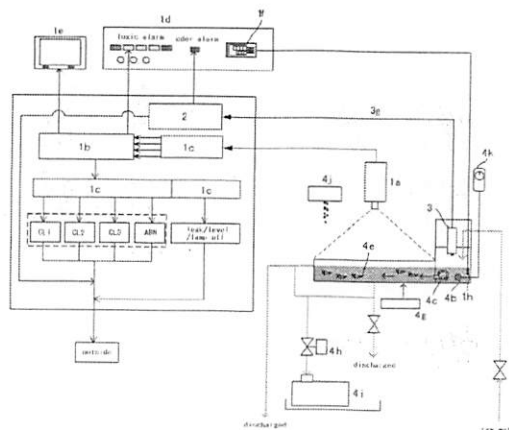 1d
1e
toxic alarm
odor alarm
1f
2
3g
1b
1c
4k
1a
4j
3
1c
1c
CL1
CL2
CL3
ABN
leak/level
/lamp off
4e
4c
4b
1h
4g
4h
discharged
outside
4i
discharged